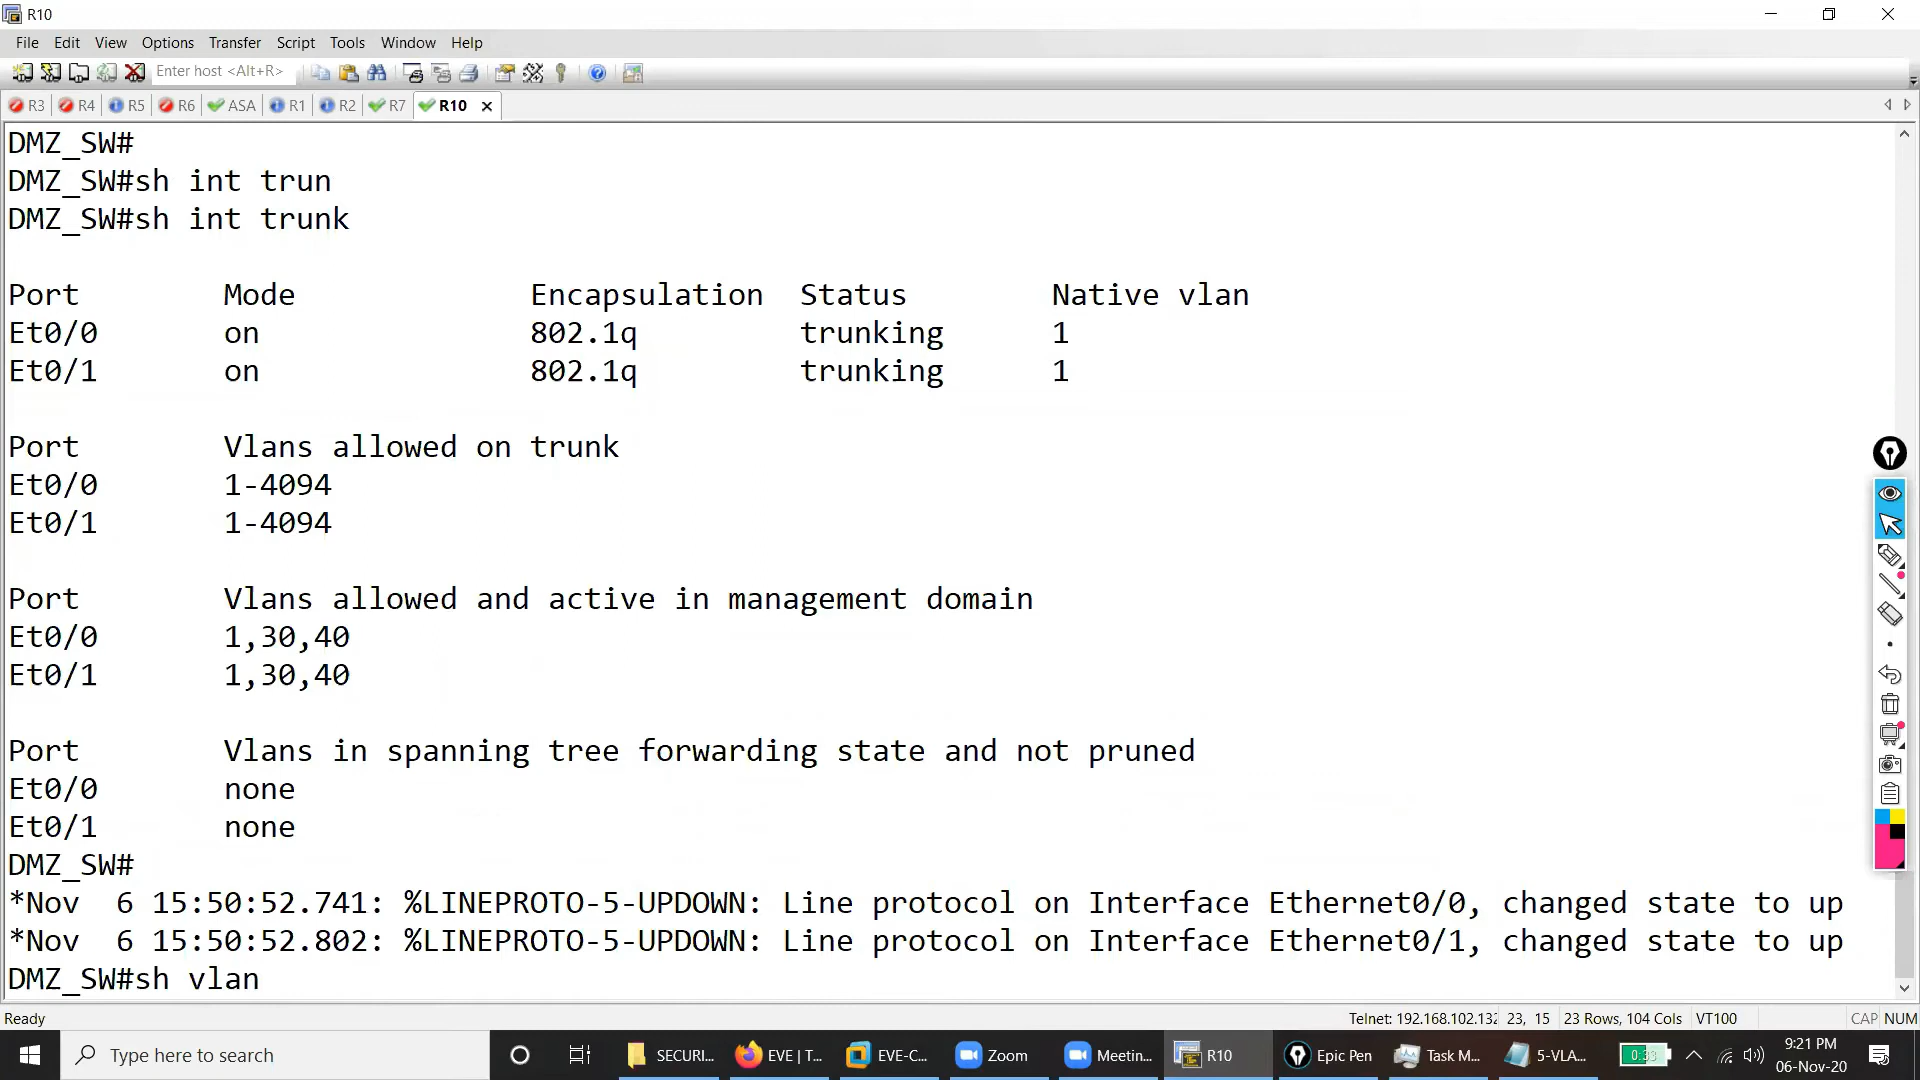 R10
File Edit View Options Transfer Script Tools Window Help
Enter host <Alt+R>
R3 R4 R5 R6 ASA R1 R2 R7 R10
DMZ_SW#
DMZ_SW#sh int trun
DMZ_SW#sh int trunk
Port Mode Encapsulation Status Native vlan
Et0/0 on 802.1q trunking 1
Et0/1 on 802.1q trunking 1
Port Vlans allowed on trunk
Et0/0 1-4094
Et0/1 1-4094
Port Vlans allowed and active in management domain
Et0/0 1,30,40
Et0/1 1,30,40
Port Vlans in spanning tree forwarding state and not pruned
Et0/0 none
Et0/1 none
DMZ_SW#
*Nov 6 15:50:52.741: %LINEPROTO-5-UPDOWN: Line protocol on Interface Ethernet0/0, changed state to up
*Nov 6 15:50:52.802: %LINEPROTO-5-UPDOWN: Line protocol on Interface Ethernet0/1, changed state to up
DMZ_SW#sh vlan
Ready Telnet: 192.168.102.132 23, 15 23 Rows, 104 Cols VT100 CAP NUM
Type here to search SECURI... EVE | T... EVE-C... Zoom Meetin... R10 Epic Pen Task M... 5-VLA... 9:21 PM
06-Nov-20